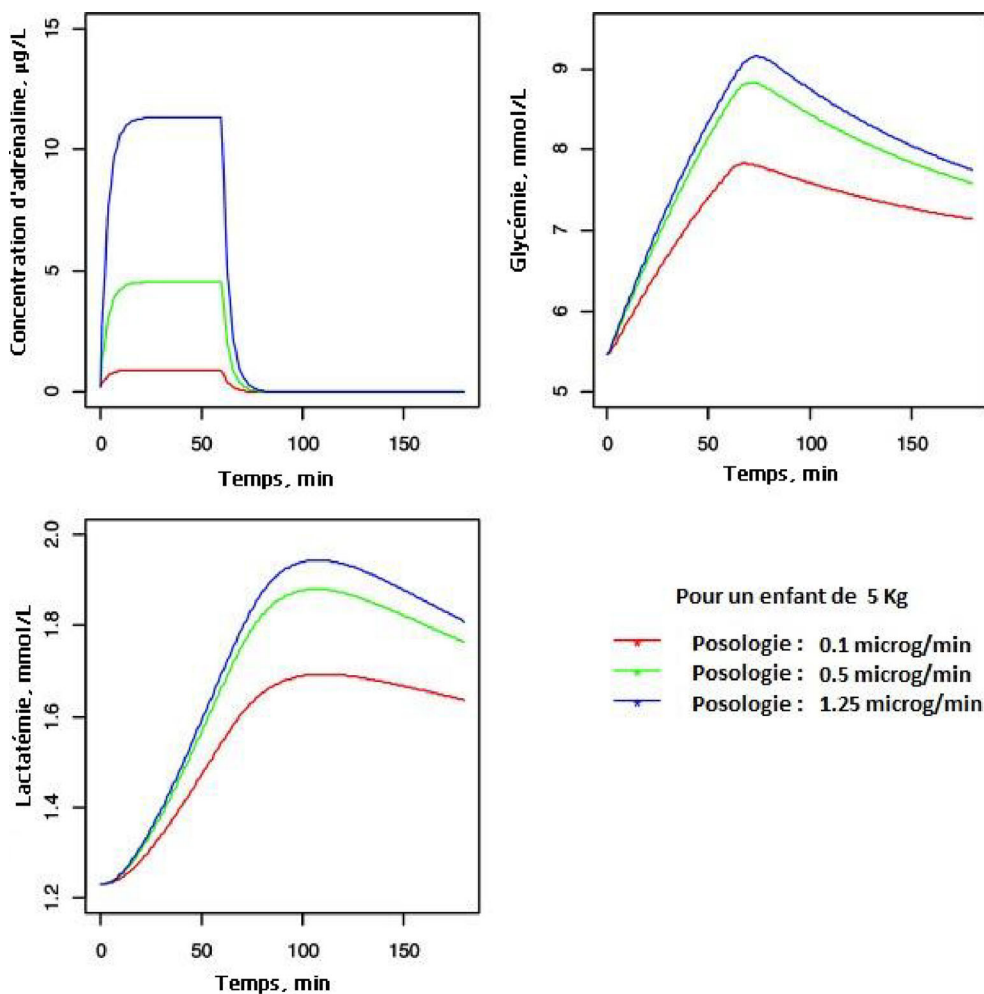 Concentration d'adrénaline, µg/L
15
10
5
0
0 50 100 150
Temps, min
Glycémie, mmol/L
9
8
7
6
5
0 50 100 150
Temps, min
Lactatémie, mmol/L
2.0
1.8
1.6
1.4
1.2
0 50 100 150
Temps, min
Pour un enfant de 5 Kg
Posologie : 0.1 microg/min
Posologie : 0.5 microg/min
Posologie : 1.25 microg/min